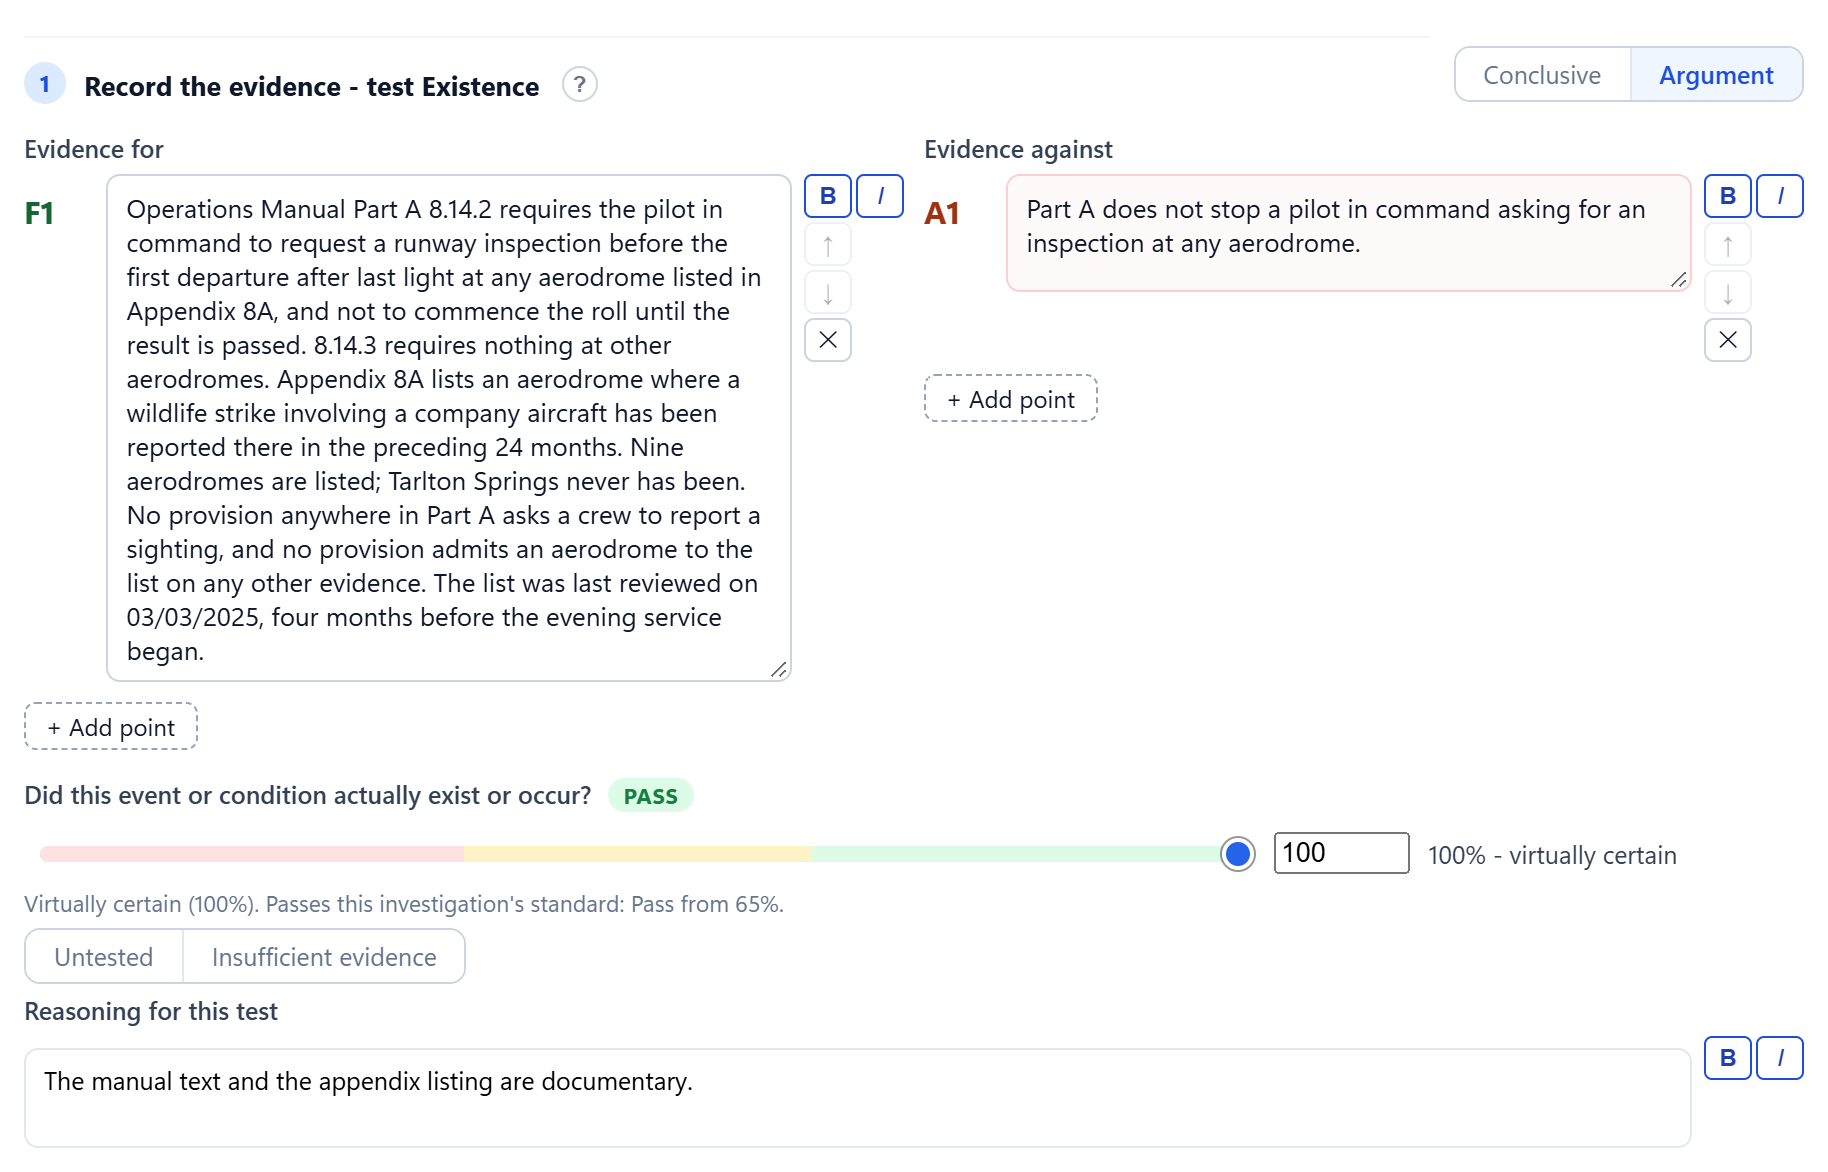 1 Record the evidence - test Existence ?
Conclusive Argument
Evidence for
F1
Operations Manual Part A 8.14.2 requires the pilot in
command to request a runway inspection before the
first departure after last light at any aerodrome listed in
Appendix 8A, and not to commence the roll until the
result is passed. 8.14.3 requires nothing at other
aerodromes. Appendix 8A lists an aerodrome where a
wildlife strike involving a company aircraft has been
reported there in the preceding 24 months. Nine
aerodromes are listed; Tarlton Springs never has been.
No provision anywhere in Part A asks a crew to report a
sighting, and no provision admits an aerodrome to the
list on any other evidence. The list was last reviewed on
03/03/2025, four months before the evening service
began.
B I
↑
↓
×
+ Add point
Evidence against
A1
Part A does not stop a pilot in command asking for an
inspection at any aerodrome.
B I
↑
↓
×
+ Add point
Did this event or condition actually exist or occur? PASS
100 100% - virtually certain
Virtually certain (100%). Passes this investigation's standard: Pass from 65%.
Untested Insufficient evidence
Reasoning for this test
The manual text and the appendix listing are documentary.
B I